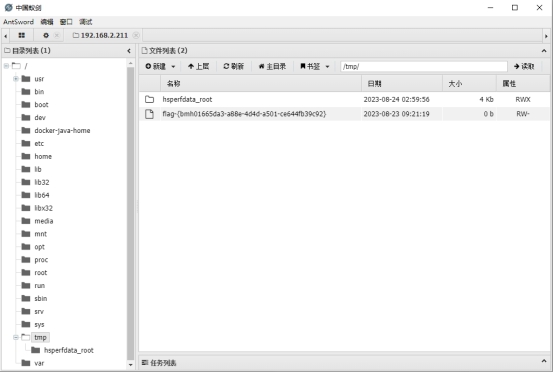 中国蚁剑
AntSword 编辑 窗口 调试
192.168.2.211
目录列表 (1)
文件列表 (2)
新建 上层 刷新 主目录 书签 /tmp/ 读取
名称 日期 大小 属性
hsperfdata_root 2023-08-24 02:59:56 4 Kb RWX
flag-{bmh01665da3-a88e-4d4d-a501-ce644fb39c92} 2023-08-23 09:21:19 0 b RW-
/
usr
bin
boot
dev
docker-java-home
etc
home
lib
lib32
lib64
libx32
media
mnt
opt
proc
root
run
sbin
srv
sys
tmp
hsperfdata_root
var
任务列表